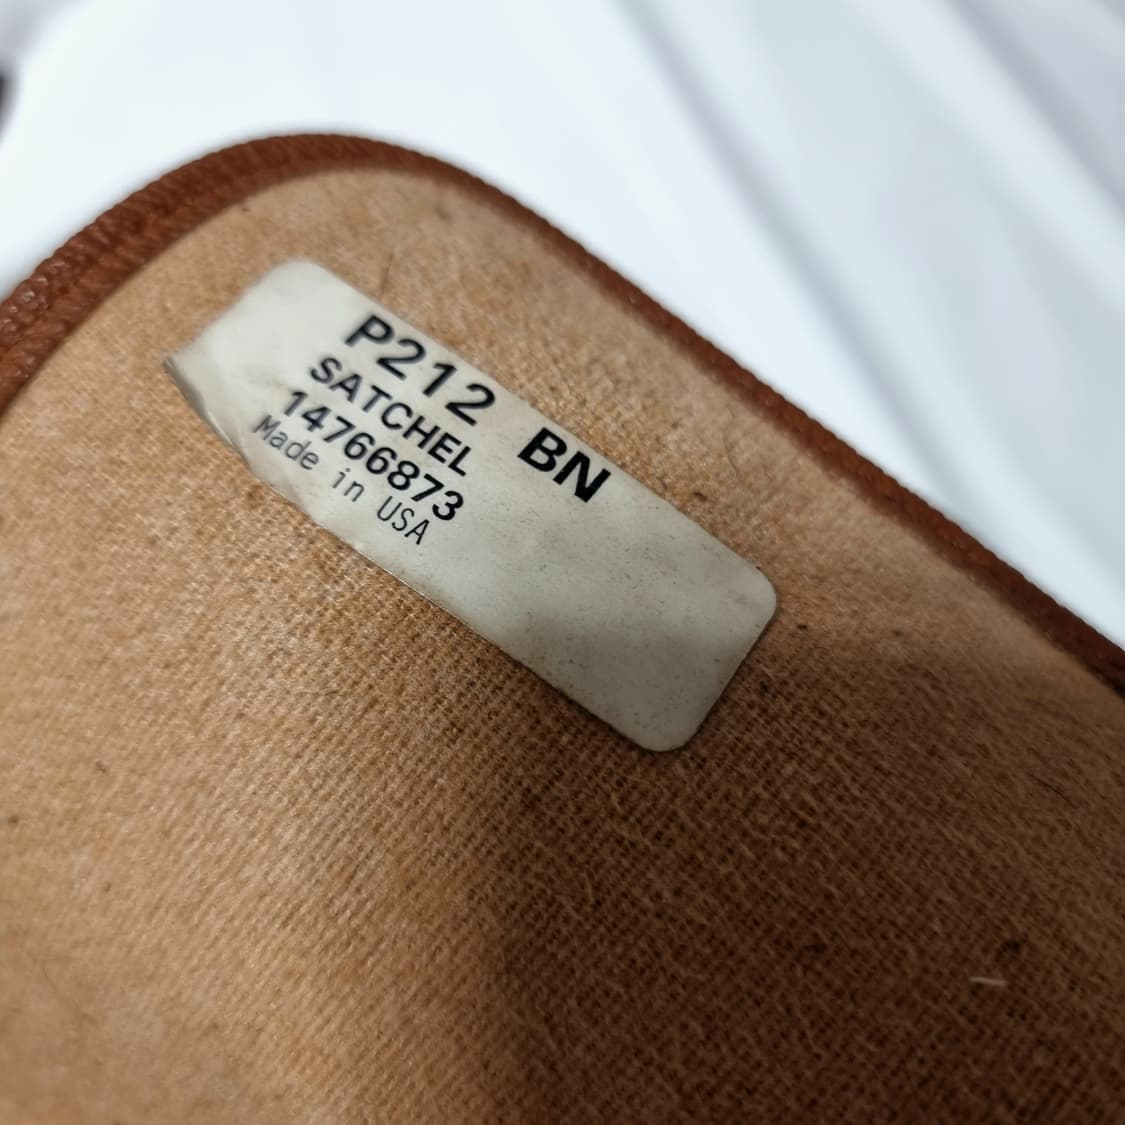 P212 BN
SATCHEL
14766873
Made in USA